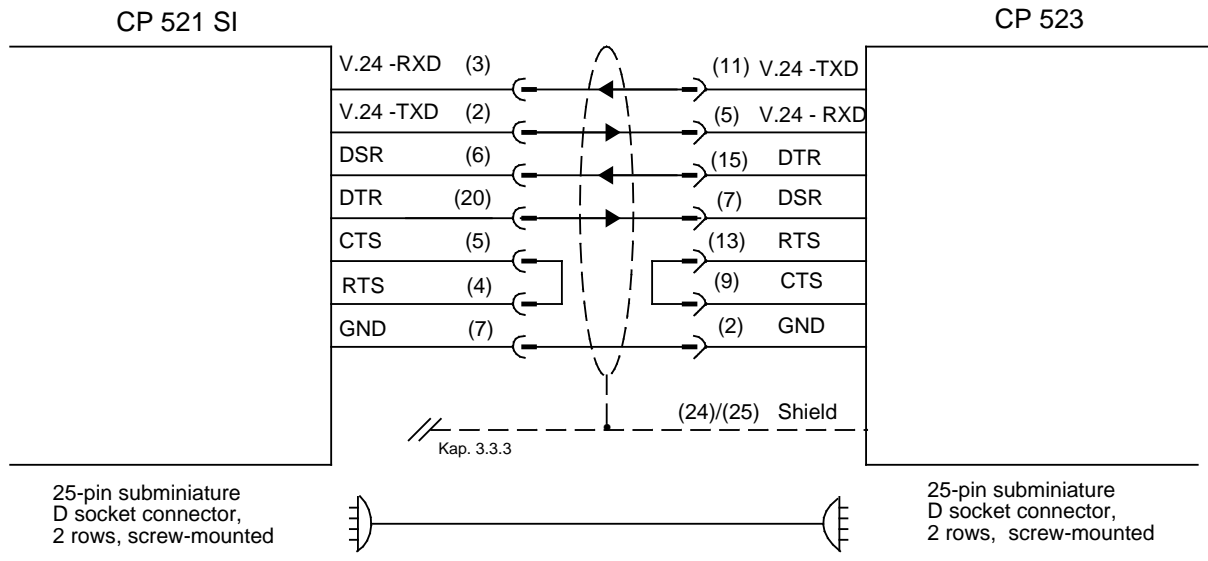 CP 521 SI
CP 523
V.24 -RXD (3)
(11) V.24 -TXD
V.24 -TXD (2)
(5) V.24 - RXD
DSR (6)
(15) DTR
DTR (20)
(7) DSR
CTS (5)
(13) RTS
RTS (4)
(9) CTS
GND (7)
(2) GND
(24)/(25) Shield
Kap. 3.3.3
25-pin subminiature
D socket connector,
2 rows, screw-mounted
25-pin subminiature
D socket connector,
2 rows, screw-mounted